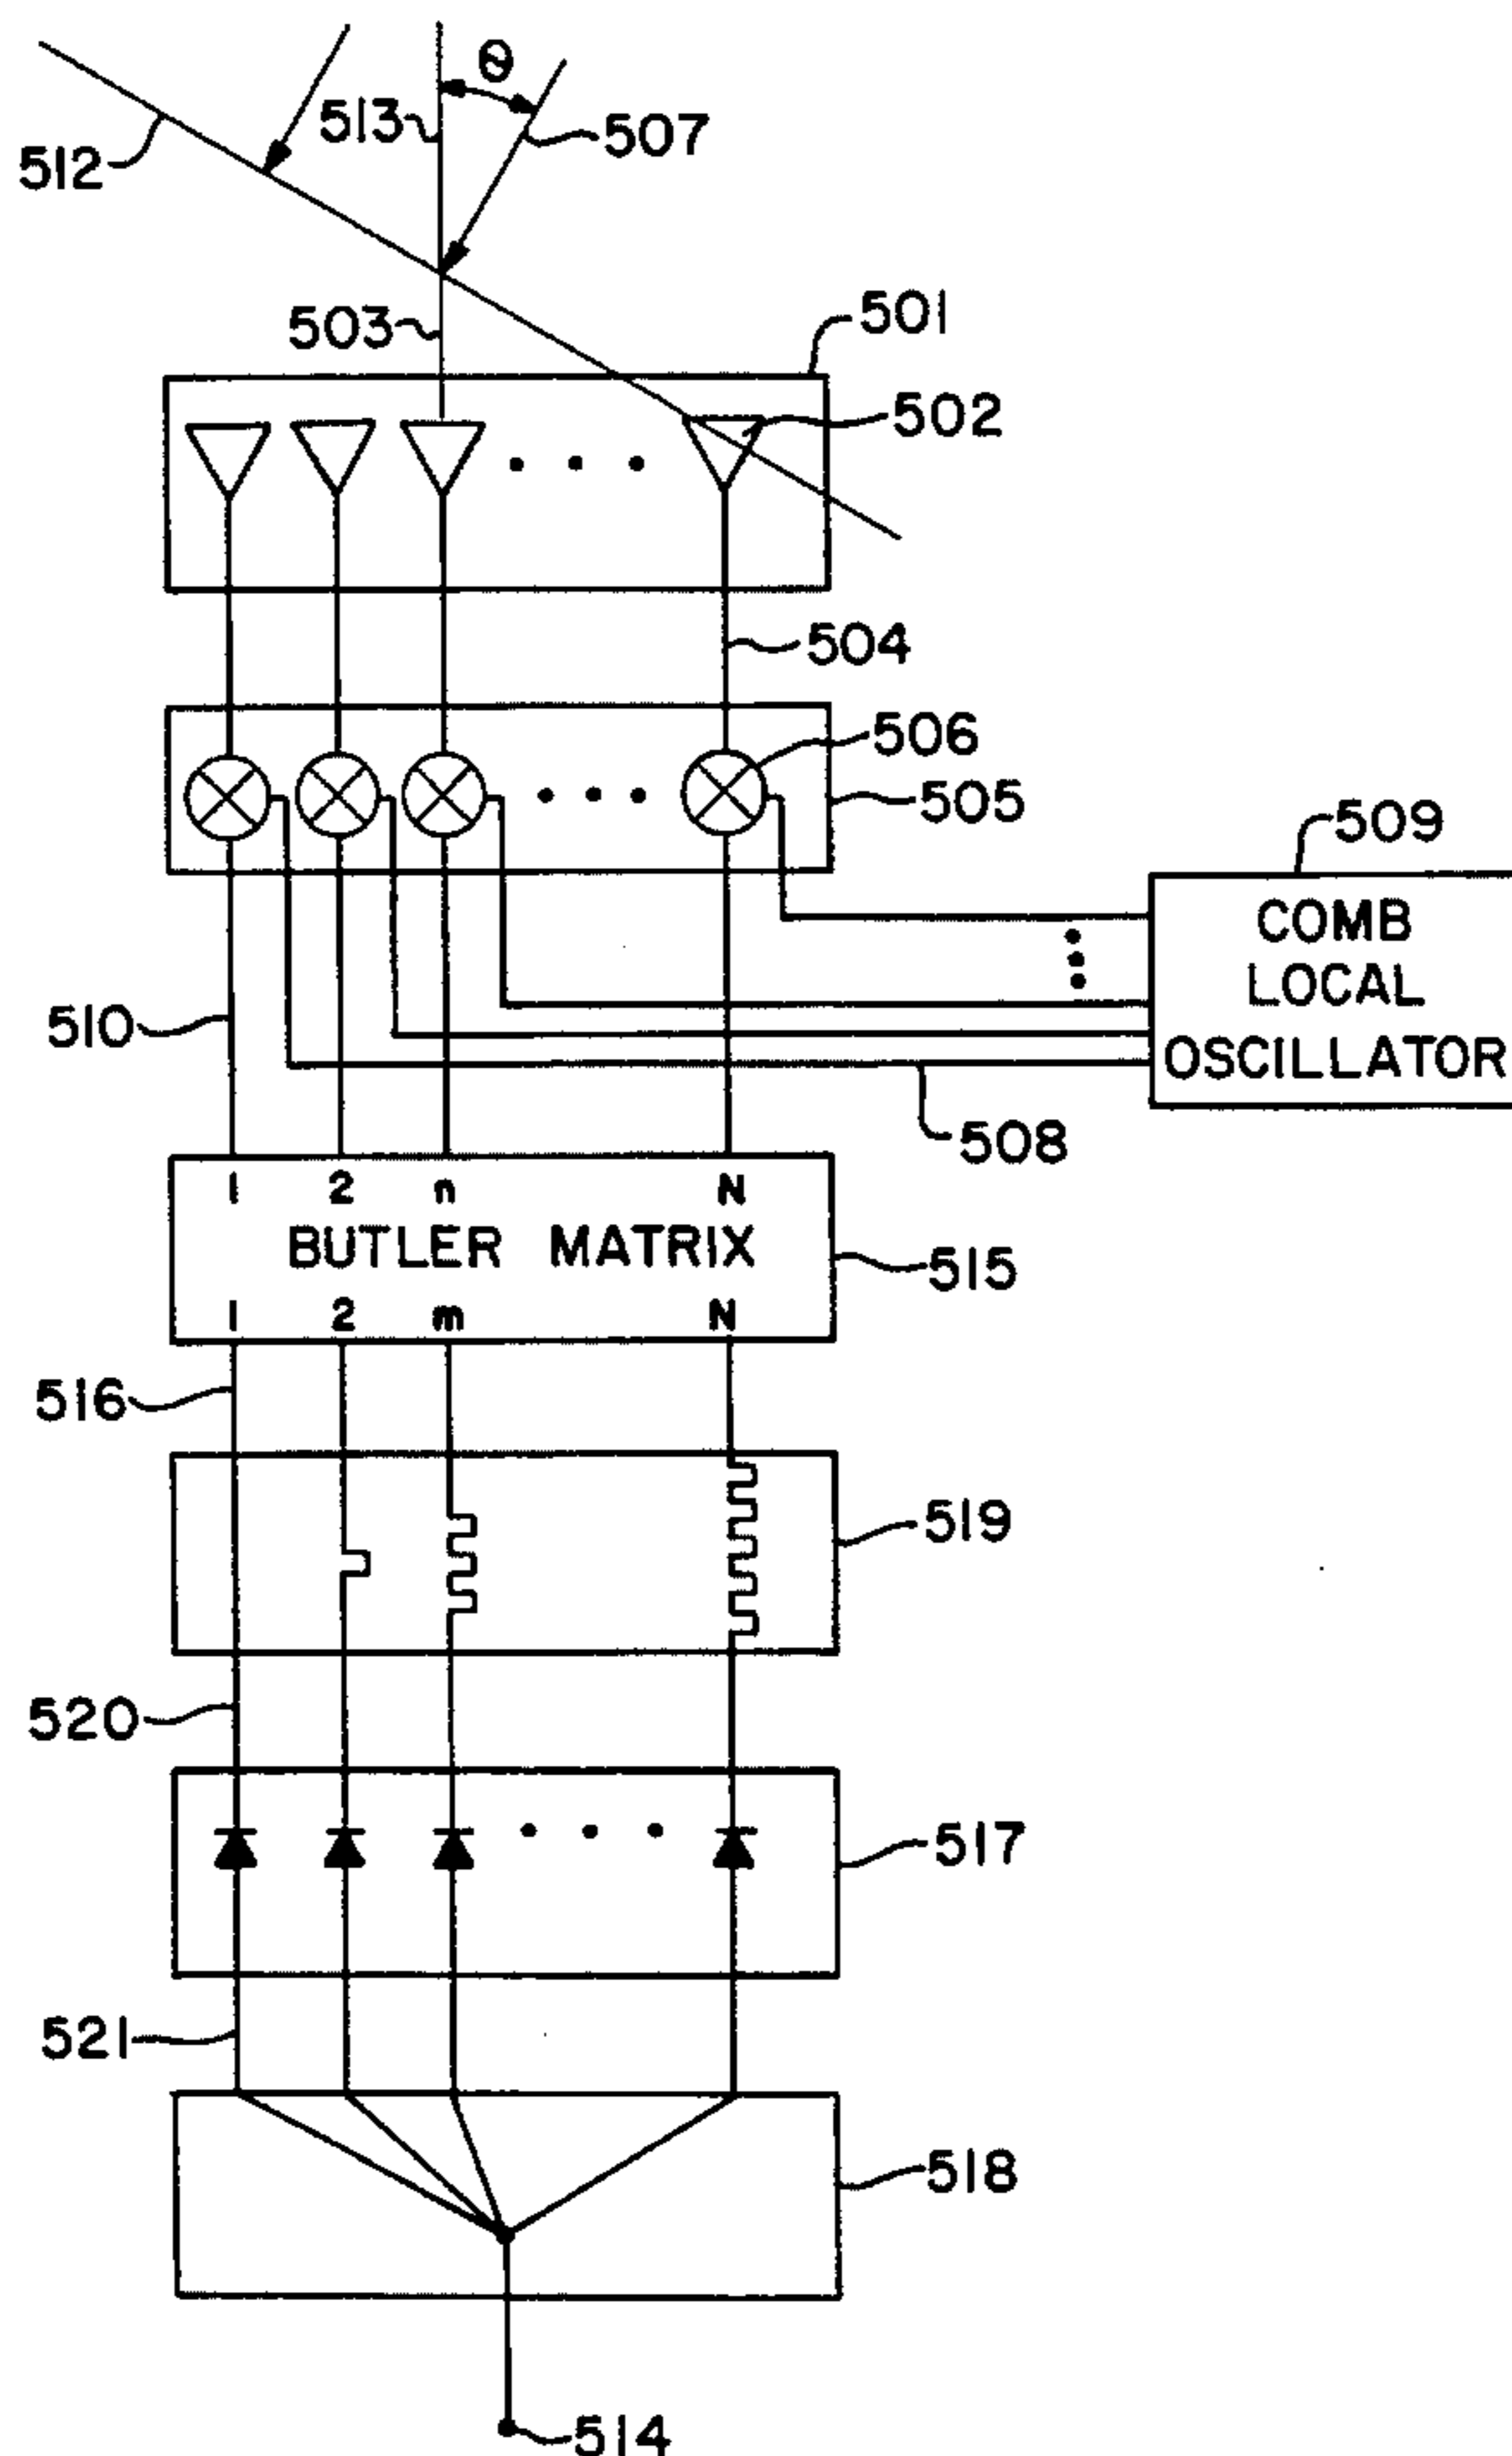 θ
513
507
512
503
501
502
504
506
505
509
COMB
LOCAL
OSCILLATOR
510
508
1 2 n N
BUTLER MATRIX
515
1 2 m N
516
519
520
517
521
518
514